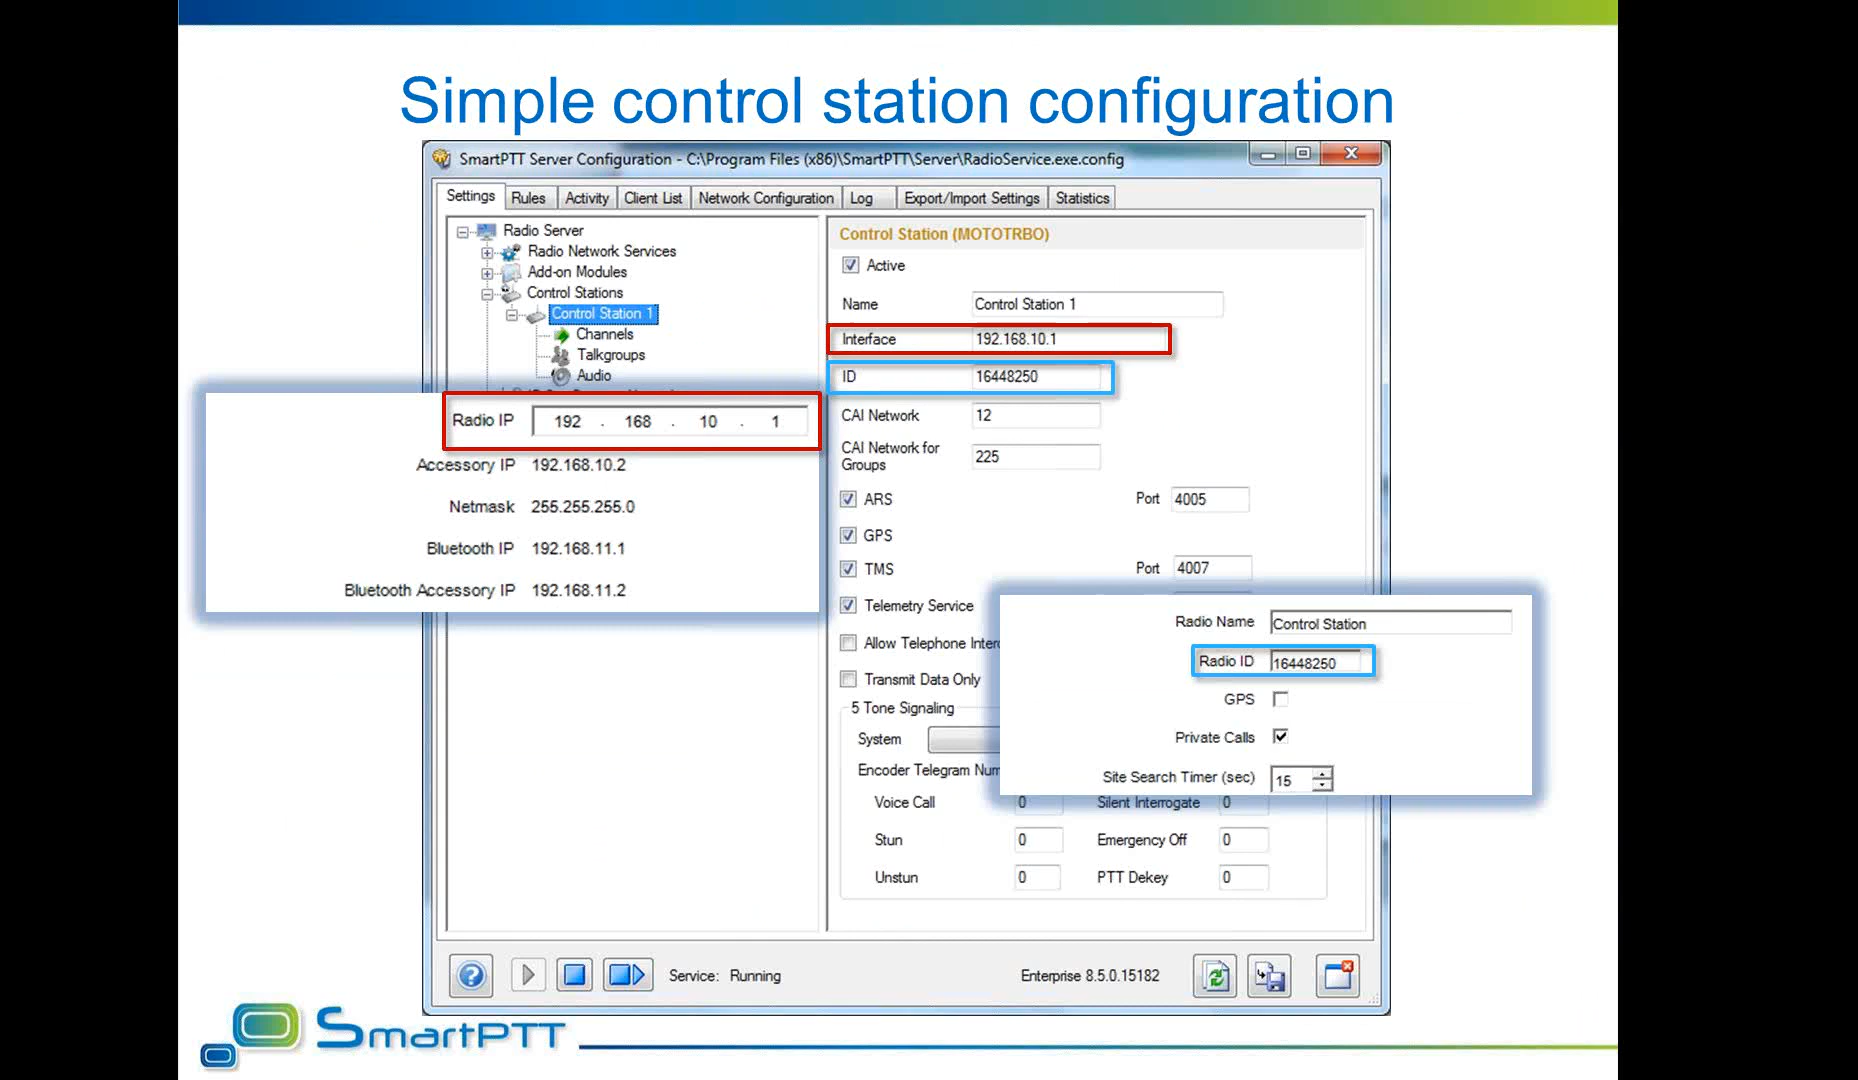 Simple control station configuration
SmartPTT Server Configuration - C:\Program Files (x86)\SmartPTT\Server\RadioService.exe.config
Settings Rules Activity Client List Network Configuration Log Export/Import Settings Statistics
Radio Server
Radio Network Services
Add-on Modules
Control Stations
Control Station 1
Channels
Talkgroups
Audio
Radio IP 192 . 168 . 10 . 1
Accessory IP 192.168.10.2
Netmask 255.255.255.0
Bluetooth IP 192.168.11.1
Bluetooth Accessory IP 192.168.11.2
Control Station (MOTOTRBO)
Active
Name Control Station 1
Interface 192.168.10.1
ID 16448250
CAI Network 12
CAI Network for
Groups 225
ARS Port 4005
GPS
TMS Port 4007
Telemetry Service
Allow Telephone Interc
Transmit Data Only
5 Tone Signaling
System
Encoder Telegram Num
Voice Call 0 Silent Interrogate 0
Stun 0 Emergency Off 0
Unstun 0 PTT Dekey 0
Radio Name Control Station
Radio ID 16448250
GPS
Private Calls
Site Search Timer (sec) 15
Service: Running Enterprise 8.5.0.15182
SmartPTT